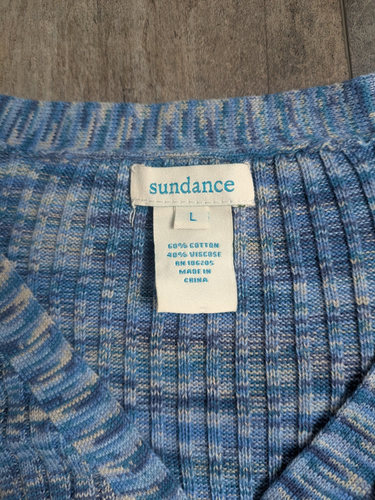 sundance
L
60% COTTON
40% VISCOSE
RN 106205
MADE IN
CHINA